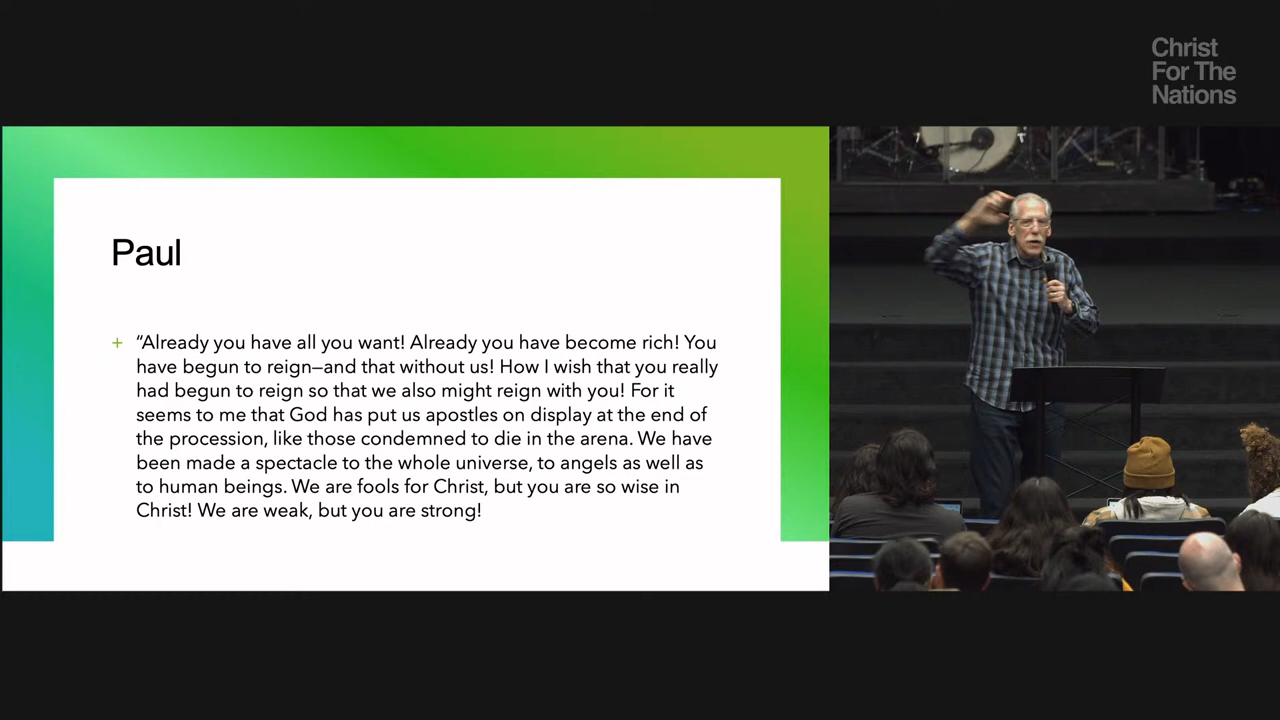 Christ
For The
Nations
Paul
+ “Already you have all you want! Already you have become rich! You
have begun to reign—and that without us! How I wish that you really
had begun to reign so that we also might reign with you! For it
seems to me that God has put us apostles on display at the end of
the procession, like those condemned to die in the arena. We have
been made a spectacle to the whole universe, to angels as well as
to human beings. We are fools for Christ, but you are so wise in
Christ! We are weak, but you are strong!